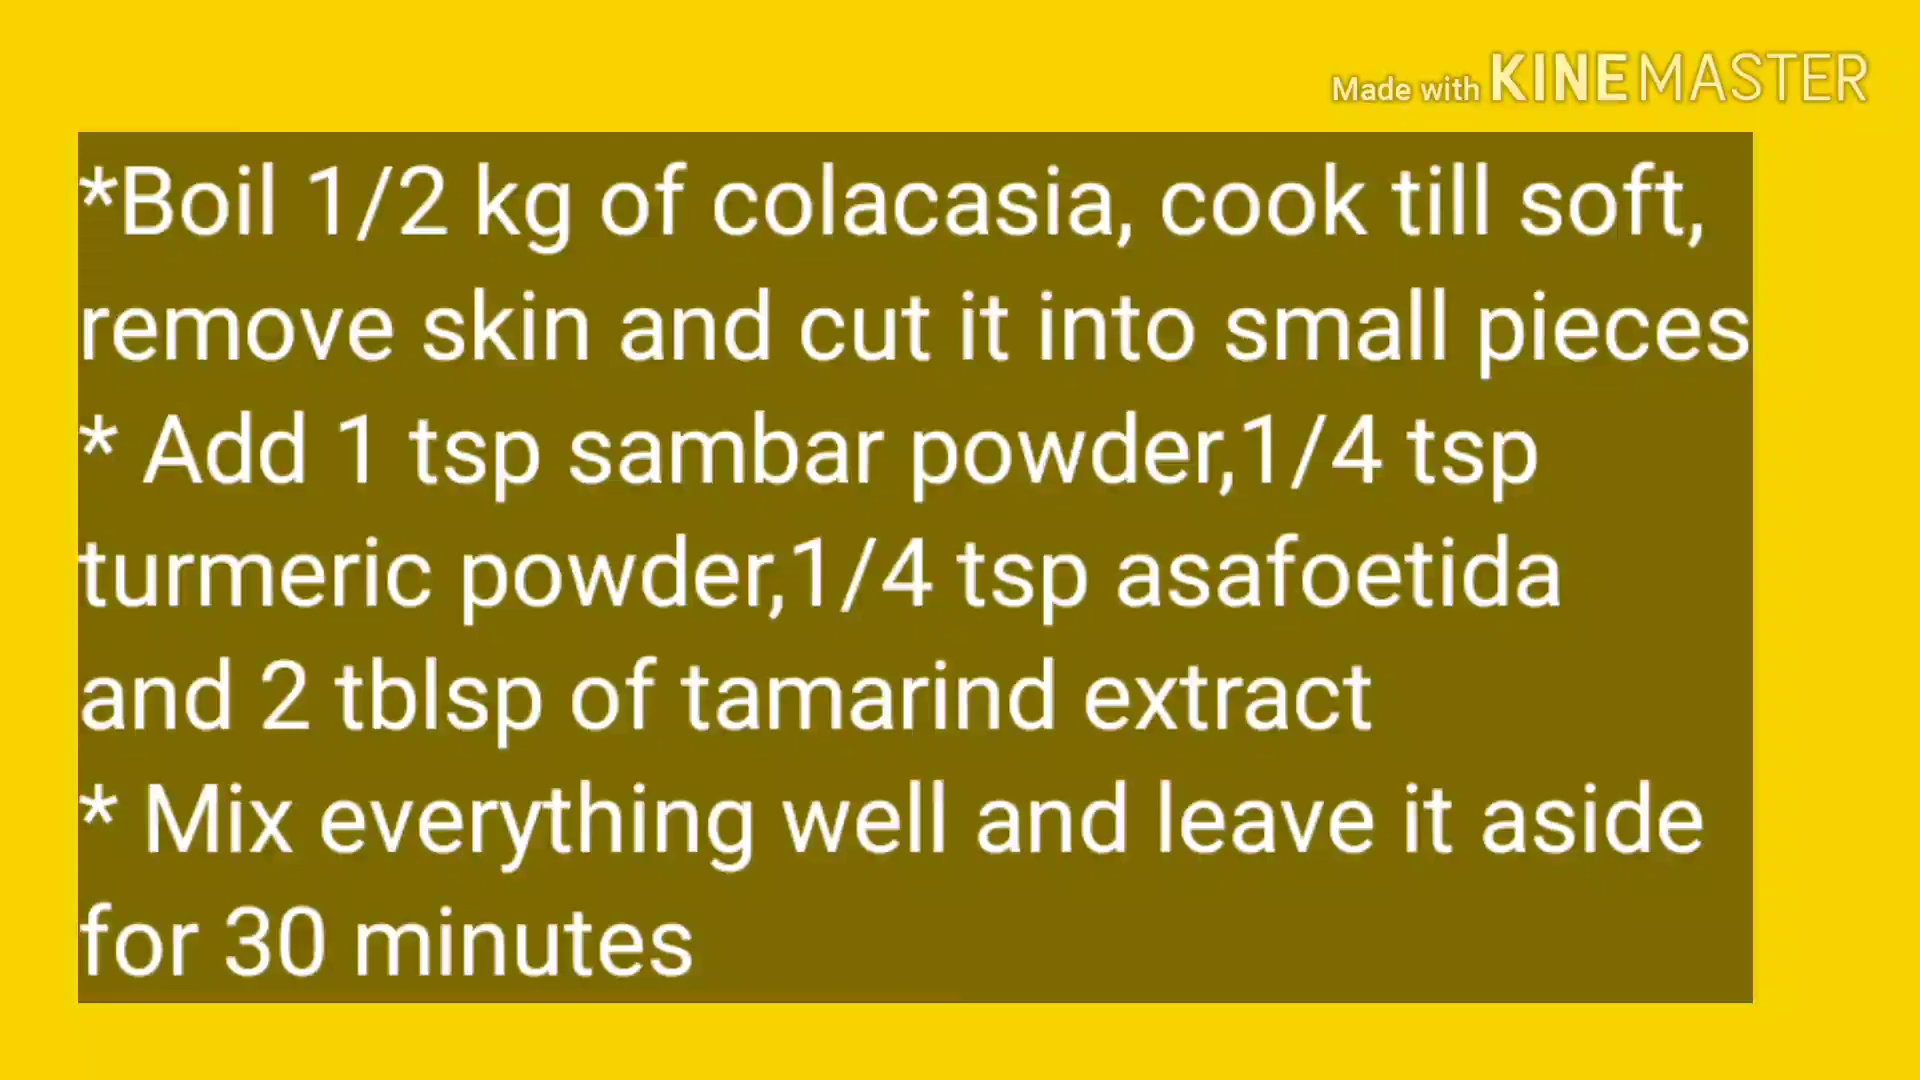 Made with KINEMASTER
*Boil 1/2 kg of colacasia, cook till soft,
remove skin and cut it into small pieces
* Add 1 tsp sambar powder,1/4 tsp
turmeric powder,1/4 tsp asafoetida
and 2 tblsp of tamarind extract
* Mix everything well and leave it aside
for 30 minutes